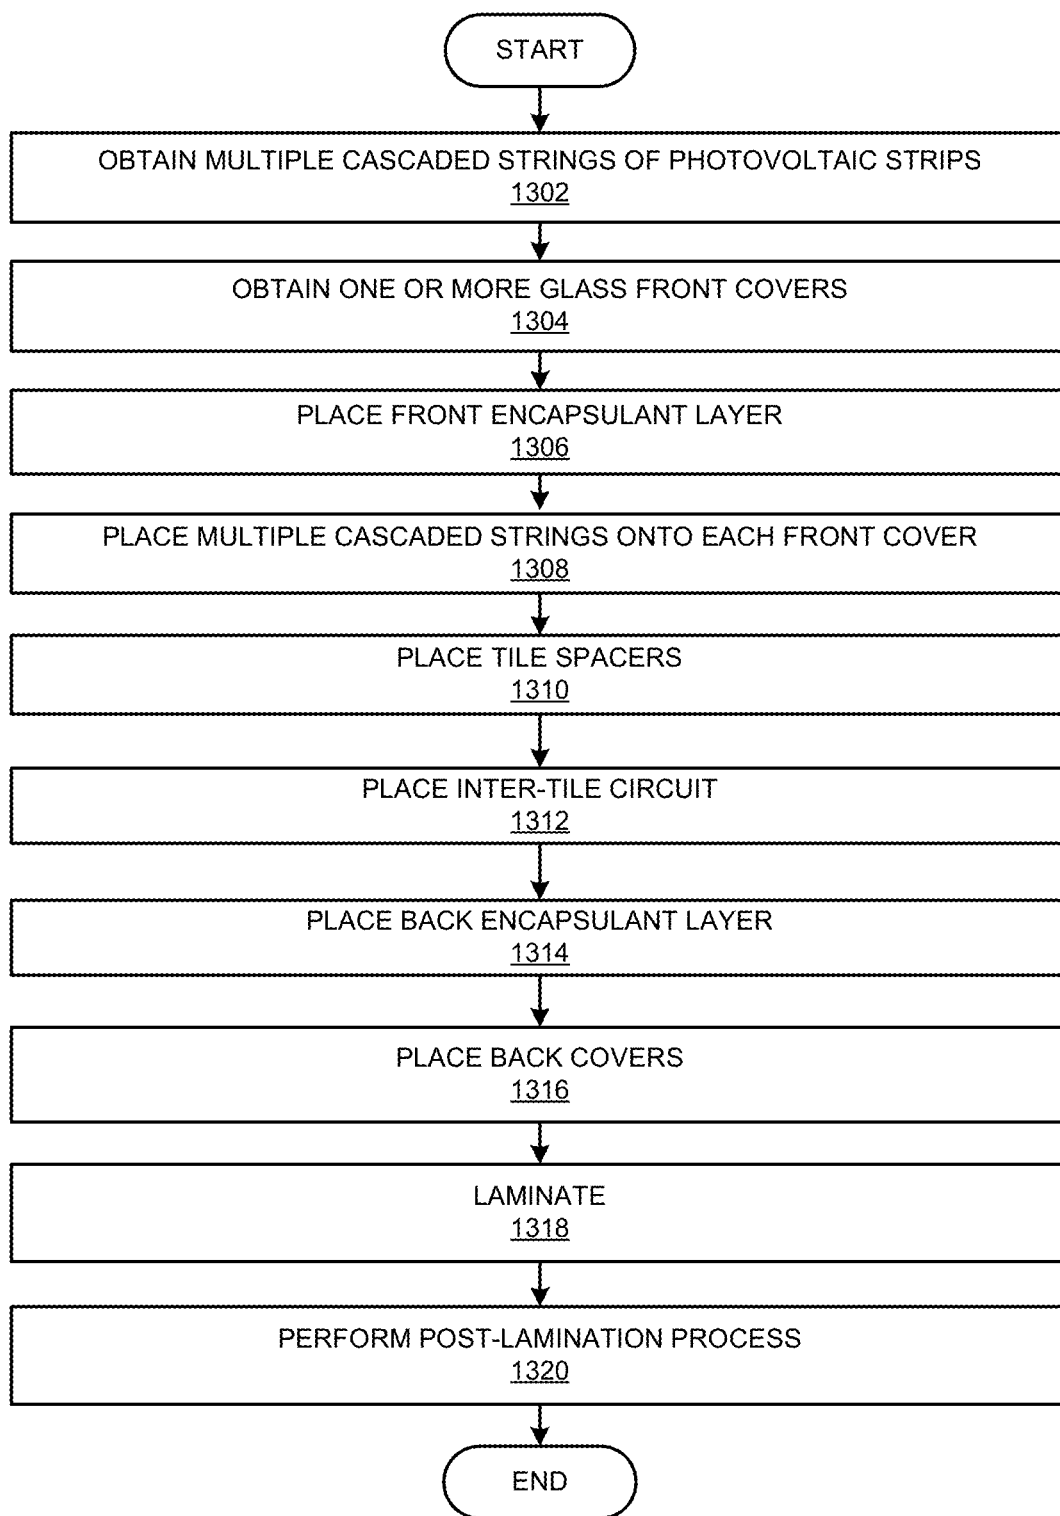 START
OBTAIN MULTIPLE CASCADED STRINGS OF PHOTOVOLTAIC STRIPS
1302
OBTAIN ONE OR MORE GLASS FRONT COVERS
1304
PLACE FRONT ENCAPSULANT LAYER
1306
PLACE MULTIPLE CASCADED STRINGS ONTO EACH FRONT COVER
1308
PLACE TILE SPACERS
1310
PLACE INTER-TILE CIRCUIT
1312
PLACE BACK ENCAPSULANT LAYER
1314
PLACE BACK COVERS
1316
LAMINATE
1318
PERFORM POST-LAMINATION PROCESS
1320
END